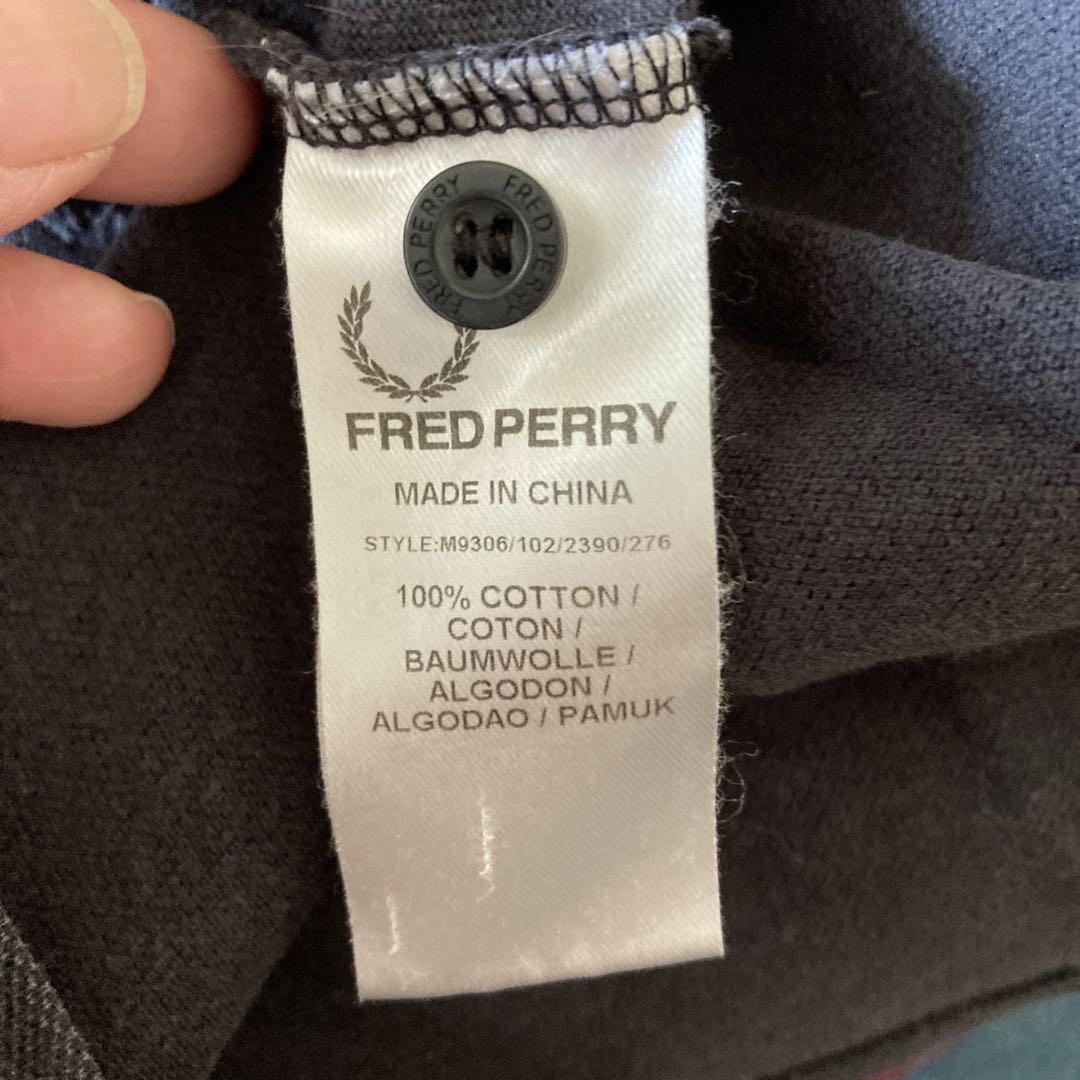 FRED PERRY FRED PERRY
FRED PERRY
MADE IN CHINA
STYLE:M9306/102/2390/276
100% COTTON /
COTON /
BAUMWOLLE /
ALGODON /
ALGODAO / PAMUK